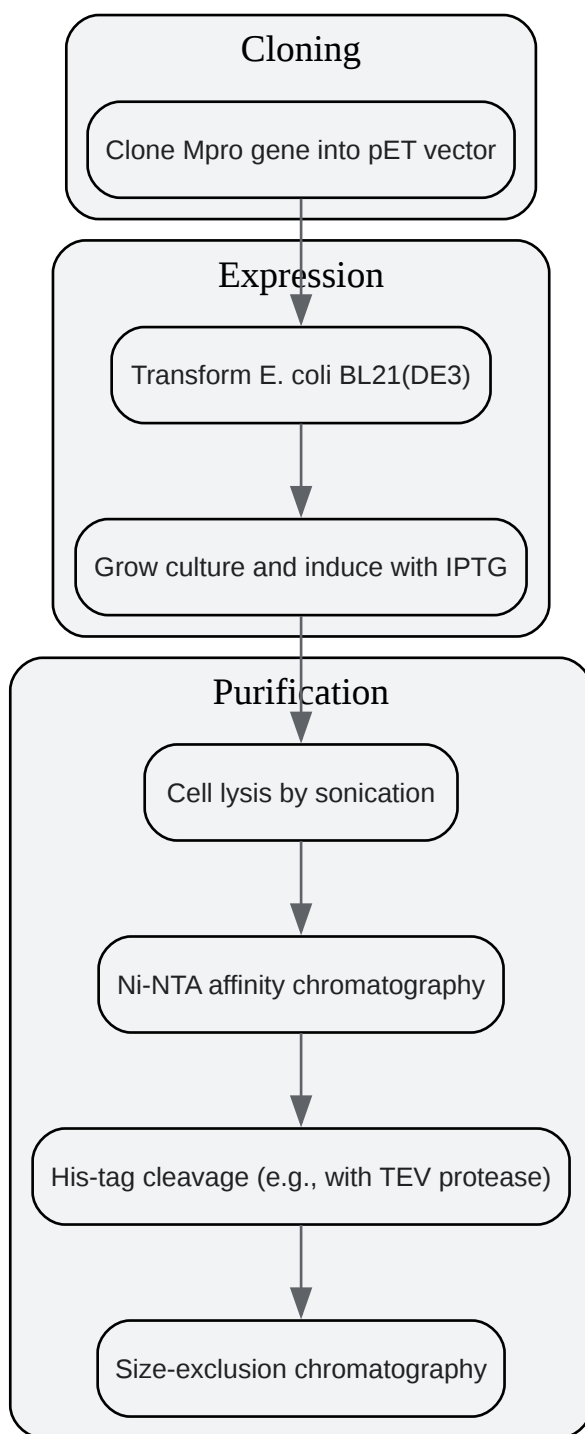 Cloning
Clone Mpro gene into pET vector
Expression
Transform E. coli BL21(DE3)
Grow culture and induce with IPTG
Purification
Cell lysis by sonication
Ni-NTA affinity chromatography
His-tag cleavage (e.g., with TEV protease)
Size-exclusion chromatography